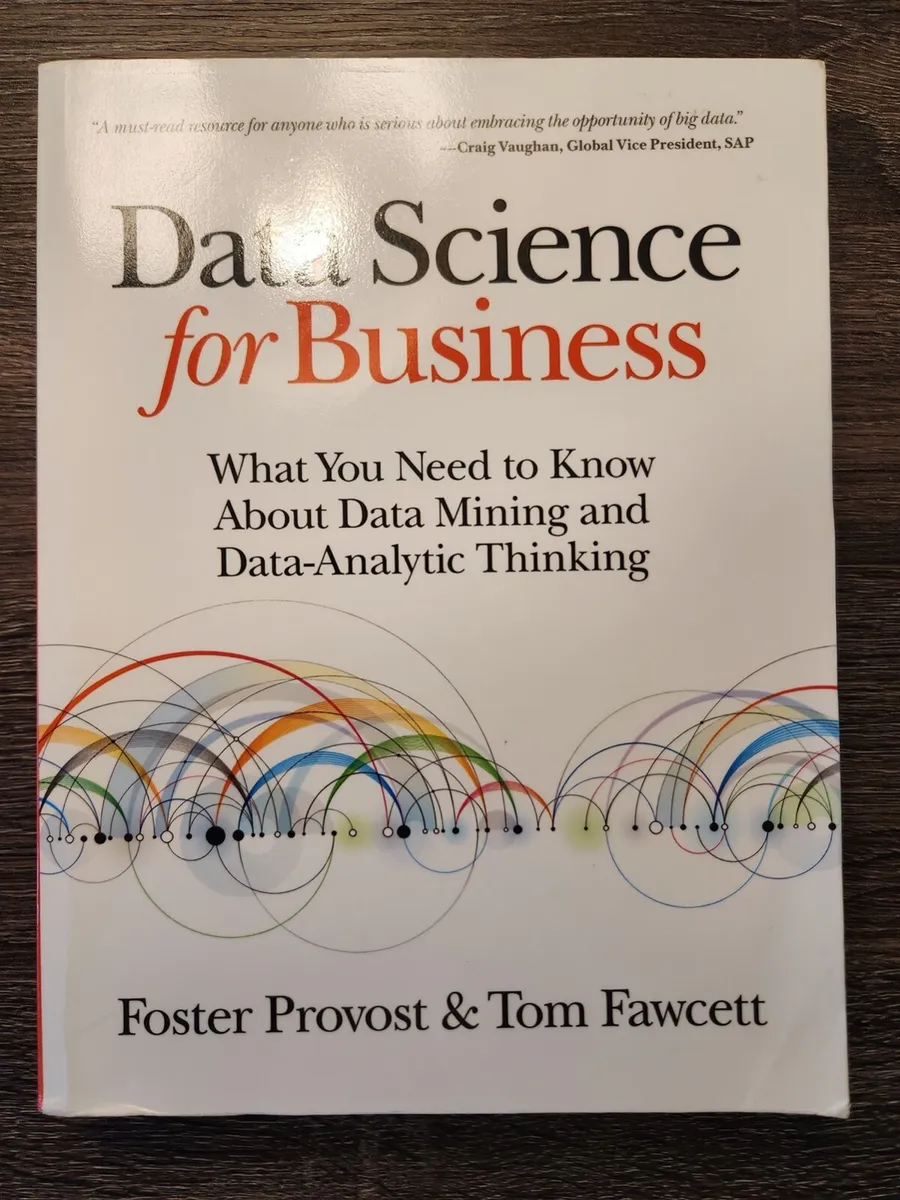 “A must-read resource for anyone who is serious about embracing the opportunity of big data.”
—Craig Vaughan, Global Vice President, SAP
Data Science
for Business
What You Need to Know
About Data Mining and
Data-Analytic Thinking
Foster Provost & Tom Fawcett